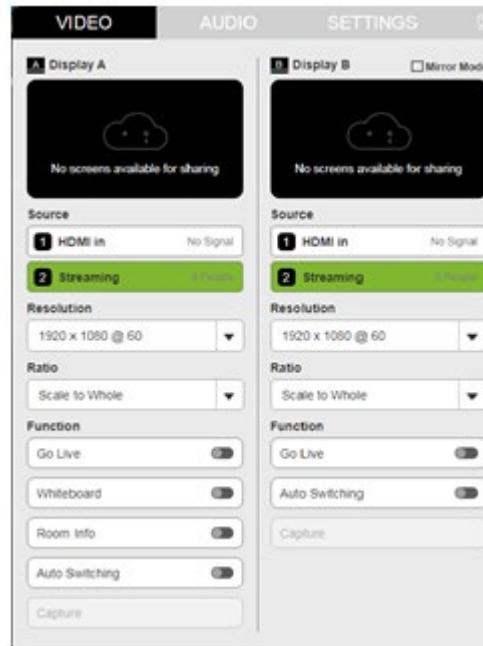 VIDEO
AUDIO
SETTINGS
A Display A
No screens available for sharing
Source
1 HDMI in No Signal
2 Streaming 0 People
Resolution
1920 x 1080 @ 60
Ratio
Scale to Whole
Function
Go Live
Whiteboard
Room Info
Auto Switching
Capture
B Display B Mirror Mode
No screens available for sharing
Source
1 HDMI in No Signal
2 Streaming
Resolution
1920 x 1080 @ 60
Ratio
Scale to Whole
Function
Go Live
Auto Switching
Capture